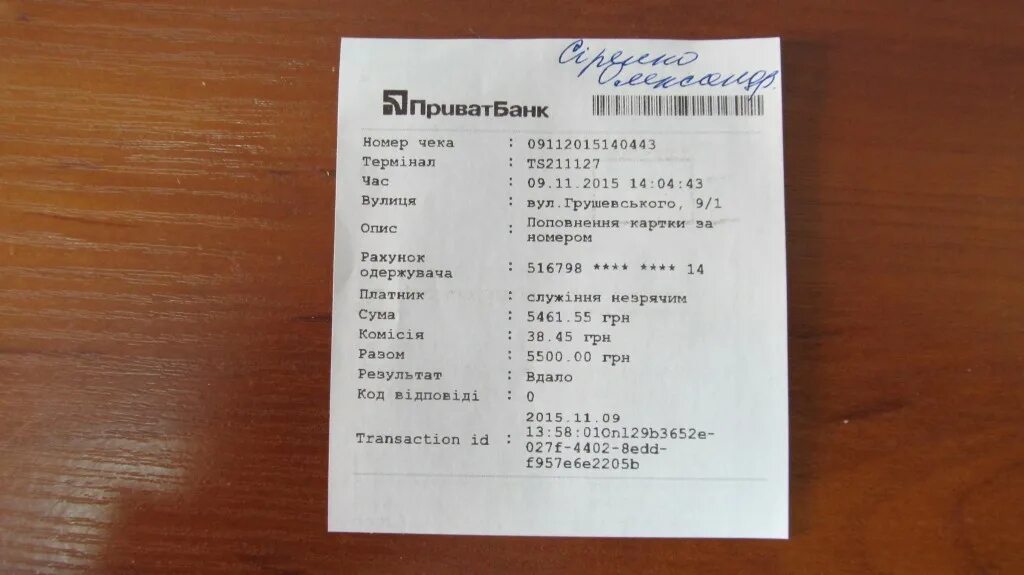 Сіренко
Олександр.
ПриватБанк
Номер чека : 09112015140443
Термінал : TS211127
Час : 09.11.2015 14:04:43
Вулиця : вул.Грушевського, 9/1
Опис : Поповнення картки за
номером
Рахунок
одержувача : 516798 **** **** 14
Платник : служіння незрячим
Сума : 5461.55 грн
Комісія : 38.45 грн
Разом : 5500.00 грн
Результат : Вдало
Код відповіді : 0
2015.11.09
Transaction id : 13:58:010nl29b3652e-
027f-4402-8edd-
f957e6e2205b